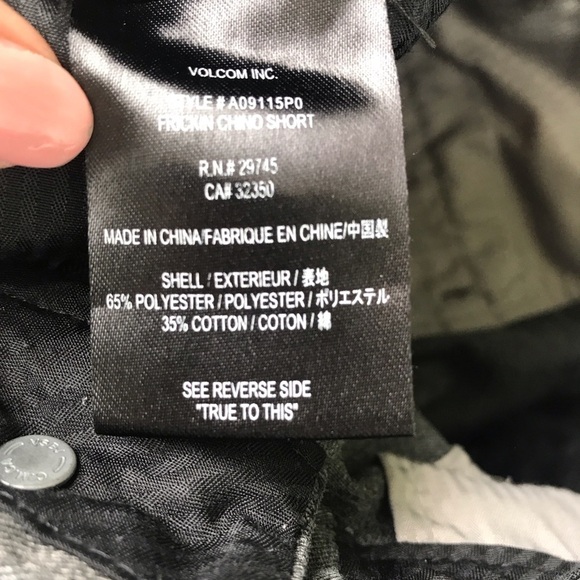 VOLCOM INC.
STYLE # A09115P0
FRICKIN CHINO SHORT
R.N.# 29745
CA# 32350
MADE IN CHINA/FABRIQUE EN CHINE/中国製
SHELL / EXTERIEUR / 表地
65% POLYESTER / POLYESTER / ポリエステル
35% COTTON / COTON / 綿
SEE REVERSE SIDE
"TRUE TO THIS"